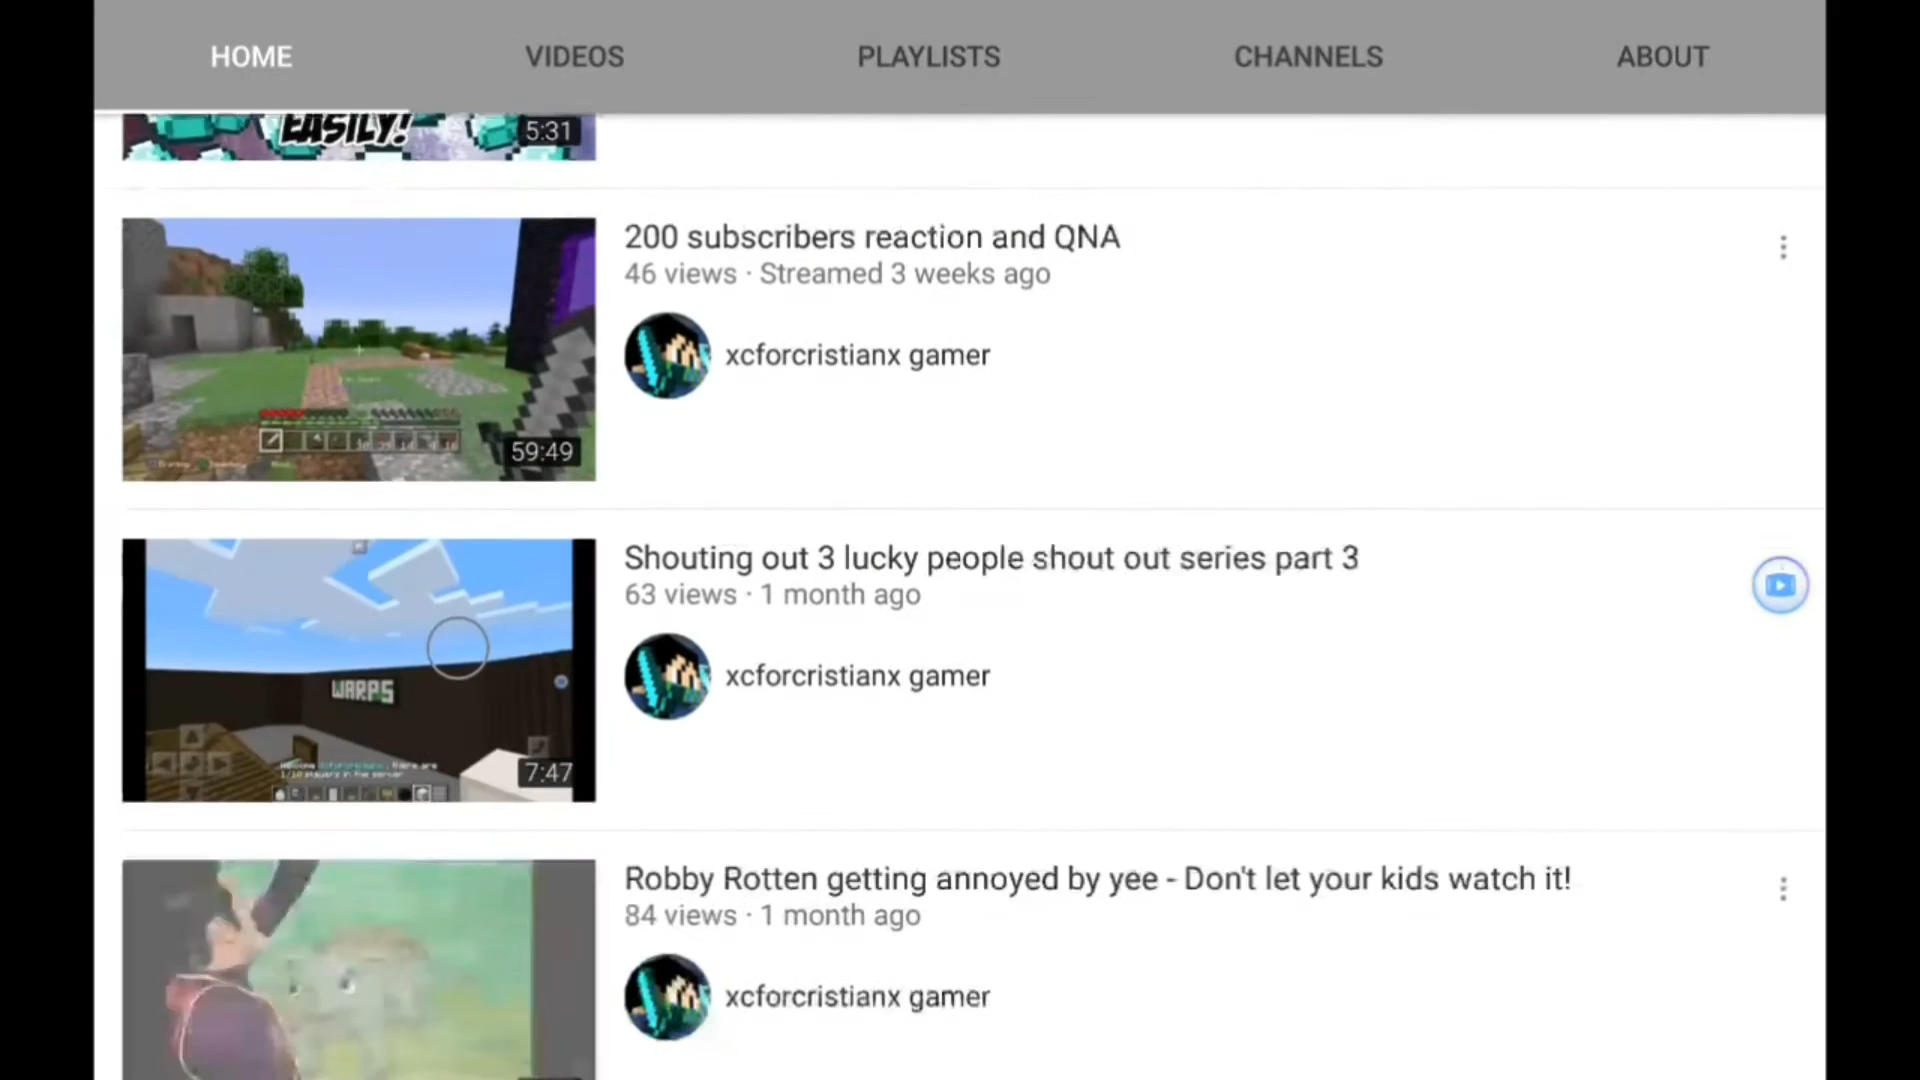 HOME VIDEOS PLAYLISTS CHANNELS ABOUT
EASILY!
5:31
200 subscribers reaction and QNA
46 views · Streamed 3 weeks ago
xcforcristianx gamer
59:49
Shouting out 3 lucky people shout out series part 3
63 views · 1 month ago
xcforcristianx gamer
WARPS
7:47
Robby Rotten getting annoyed by yee - Don't let your kids watch it!
84 views · 1 month ago
xcforcristianx gamer